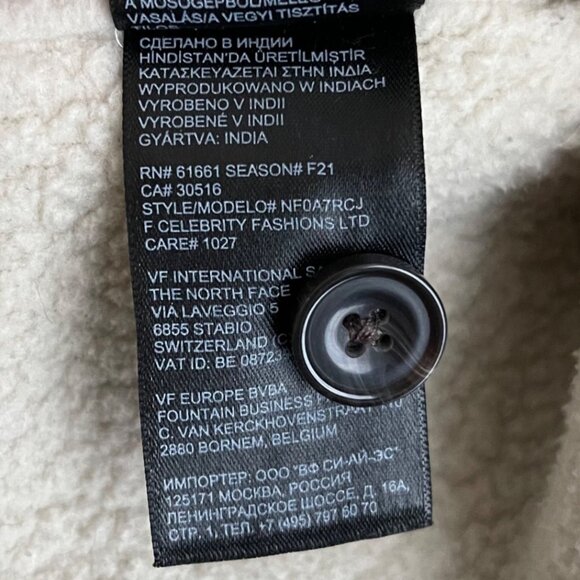 A MOSÓGÉPBŐL/MELEG
VASALÁS/A VEGYI TISZTÍTÁS
СДЕЛАНО В ИНДИИ
HİNDİSTAN'DA ÜRETİLMİŞTİR
ΚΑΤΑΣΚΕΥΑΖΕΤΑΙ ΣΤΗΝ ΙΝΔΙΑ
WYPRODUKOWANO W INDIACH
VYROBENO V INDII
VYROBENÉ V INDII
GYÁRTVA: INDIA
RN# 61661 SEASON# F21
CA# 30516
STYLE/MODELO# NF0A7RCJ
F CELEBRITY FASHIONS LTD
CARE# 1027
VF INTERNATIONAL
THE NORTH FACE
VIA LAVEGGIO 5
6855 STABIO
SWITZERLAND
VAT ID: BE 0872
VF EUROPE BVBA
FOUNTAIN BUSINESS
C. VAN KERCKHOVENSTRAAT
2880 BORNEM, BELGIUM
ИМПОРТЕР: ООО "ВФ СИ-АЙ-ЭС"
125171 МОСКВА, РОССИЯ
ЛЕНИНГРАДСКОЕ ШОССЕ, Д. 16А,
СТР. 1, ТЕЛ. +7 (495) 797 60 70